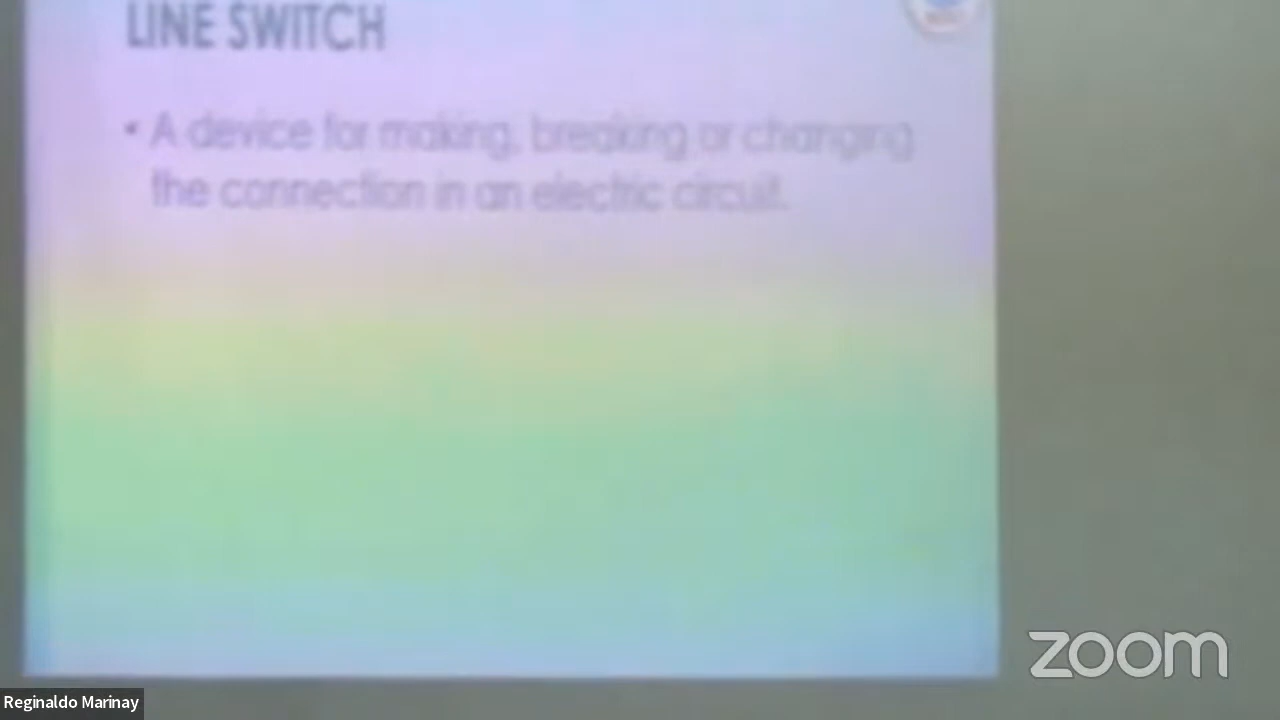 LINE SWITCH
• A device for making, breaking or changing
the connection in an electric circuit.
zoom
Reginaldo Marinay